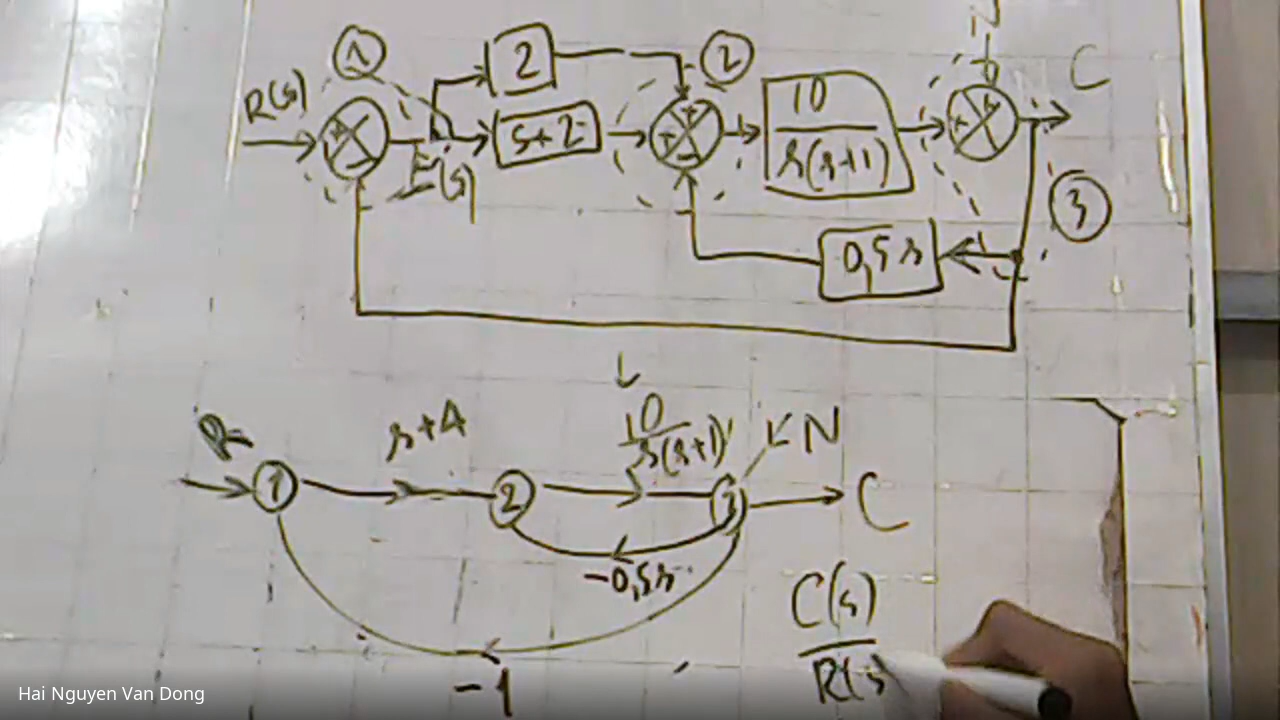 ① 2 ② N C
R(s) + - E(s) s+2 + + - 10/s(s+1) + +
0,5s ③
R s+4 10/s(s+1) N
1 2 3 C
-0,5s
-1
C(s)
R(s)
Hai Nguyen Van Dong